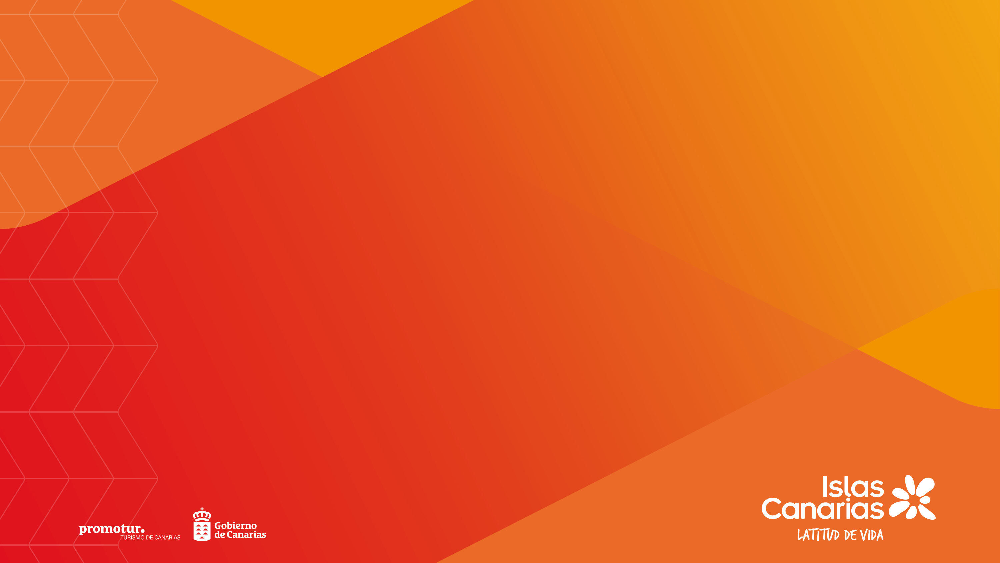 promotur.
TURISMO DE CANARIAS
Gobierno
de Canarias
Islas
Canarias
LATITUD DE VIDA